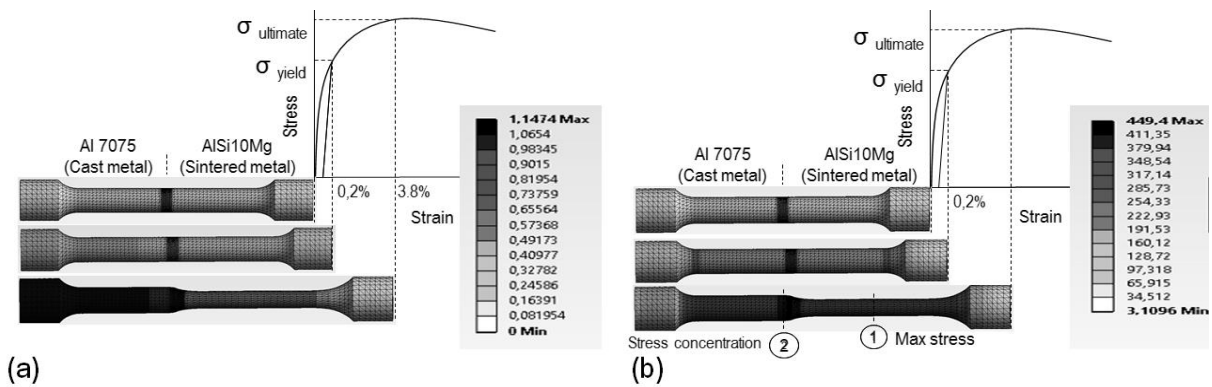 σ ultimate
σ yield
Stress
Al 7075
(Cast metal)
AlSi10Mg
(Sintered metal)
0,2%
3.8%
Strain
1,1474 Max
1,0654
0,98345
0,9015
0,81954
0,73759
0,65564
0,57368
0,49173
0,40977
0,32782
0,24586
0,16391
0,081954
0 Min
(a)
σ ultimate
σ yield
Stress
Al 7075
(Cast metal)
AlSi10Mg
(Sintered metal)
0,2%
Strain
449,4 Max
411,35
379,94
348,54
317,14
285,73
254,33
222,93
191,53
160,12
128,72
97,318
65,915
34,512
3,1096 Min
Stress concentration 2
1 Max stress
(b)